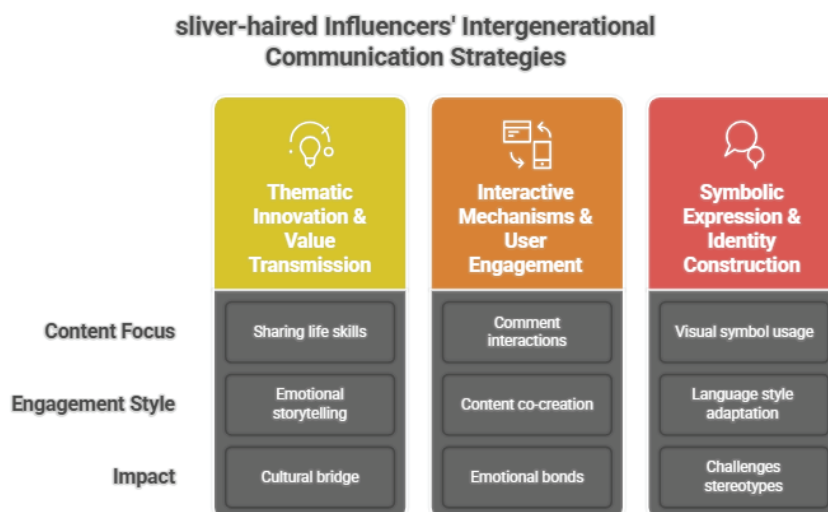 sliver-haired Influencers' Intergenerational
Communication Strategies
Thematic
Innovation &
Value
Transmission
Interactive
Mechanisms &
User
Engagement
Symbolic
Expression &
Identity
Construction
Content Focus
Sharing life skills
Comment
interactions
Visual symbol usage
Engagement Style
Emotional
storytelling
Content co-creation
Language style
adaptation
Impact
Cultural bridge
Emotional bonds
Challenges
stereotypes